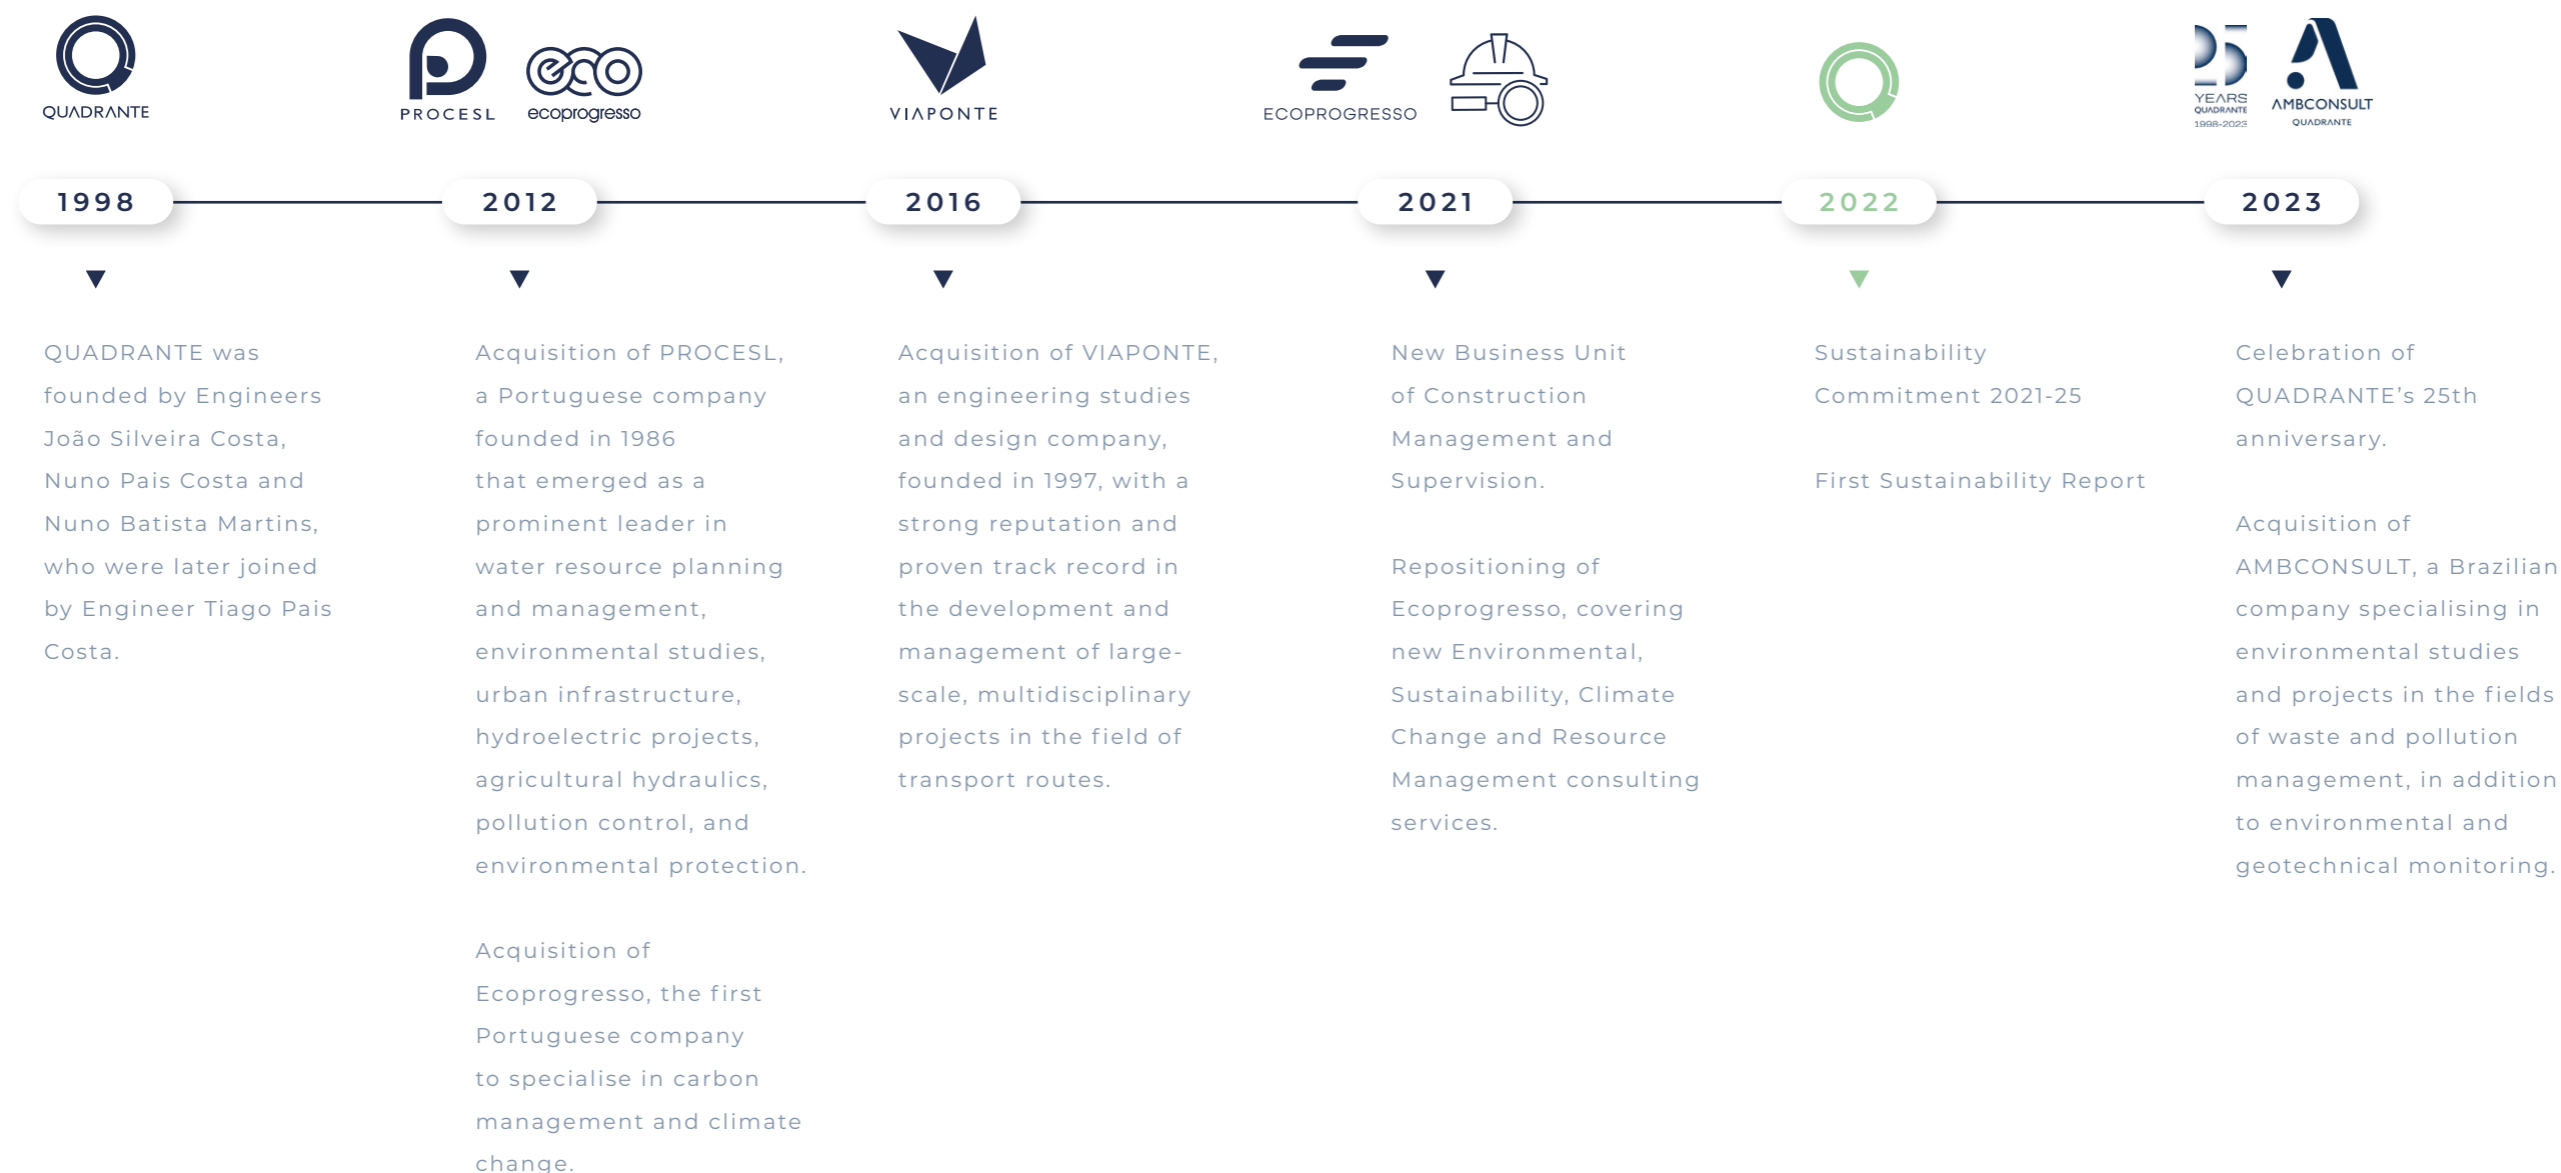 QUADRANTE
PROCESL
eco
ecoprogresso
VIAPONTE
ECOPROGRESSO
25
YEARS
QUADRANTE
1998-2023
AMBCONSULT
QUADRANTE
1998
2012
2016
2021
2022
2023
QUADRANTE was
founded by Engineers
João Silveira Costa,
Nuno Pais Costa and
Nuno Batista Martins,
who were later joined
by Engineer Tiago Pais
Costa.
Acquisition of PROCESL,
a Portuguese company
founded in 1986
that emerged as a
prominent leader in
water resource planning
and management,
environmental studies,
urban infrastructure,
hydroelectric projects,
agricultural hydraulics,
pollution control, and
environmental protection.
Acquisition of
Ecoprogresso, the first
Portuguese company
to specialise in carbon
management and climate
change.
Acquisition of VIAPONTE,
an engineering studies
and design company,
founded in 1997, with a
strong reputation and
proven track record in
the development and
management of large-
scale, multidisciplinary
projects in the field of
transport routes.
New Business Unit
of Construction
Management and
Supervision.
Repositioning of
Ecoprogresso, covering
new Environmental,
Sustainability, Climate
Change and Resource
Management consulting
services.
Sustainability
Commitment 2021-25
First Sustainability Report
Celebration of
QUADRANTE’s 25th
anniversary.
Acquisition of
AMBCONSULT, a Brazilian
company specialising in
environmental studies
and projects in the fields
of waste and pollution
management, in addition
to environmental and
geotechnical monitoring.